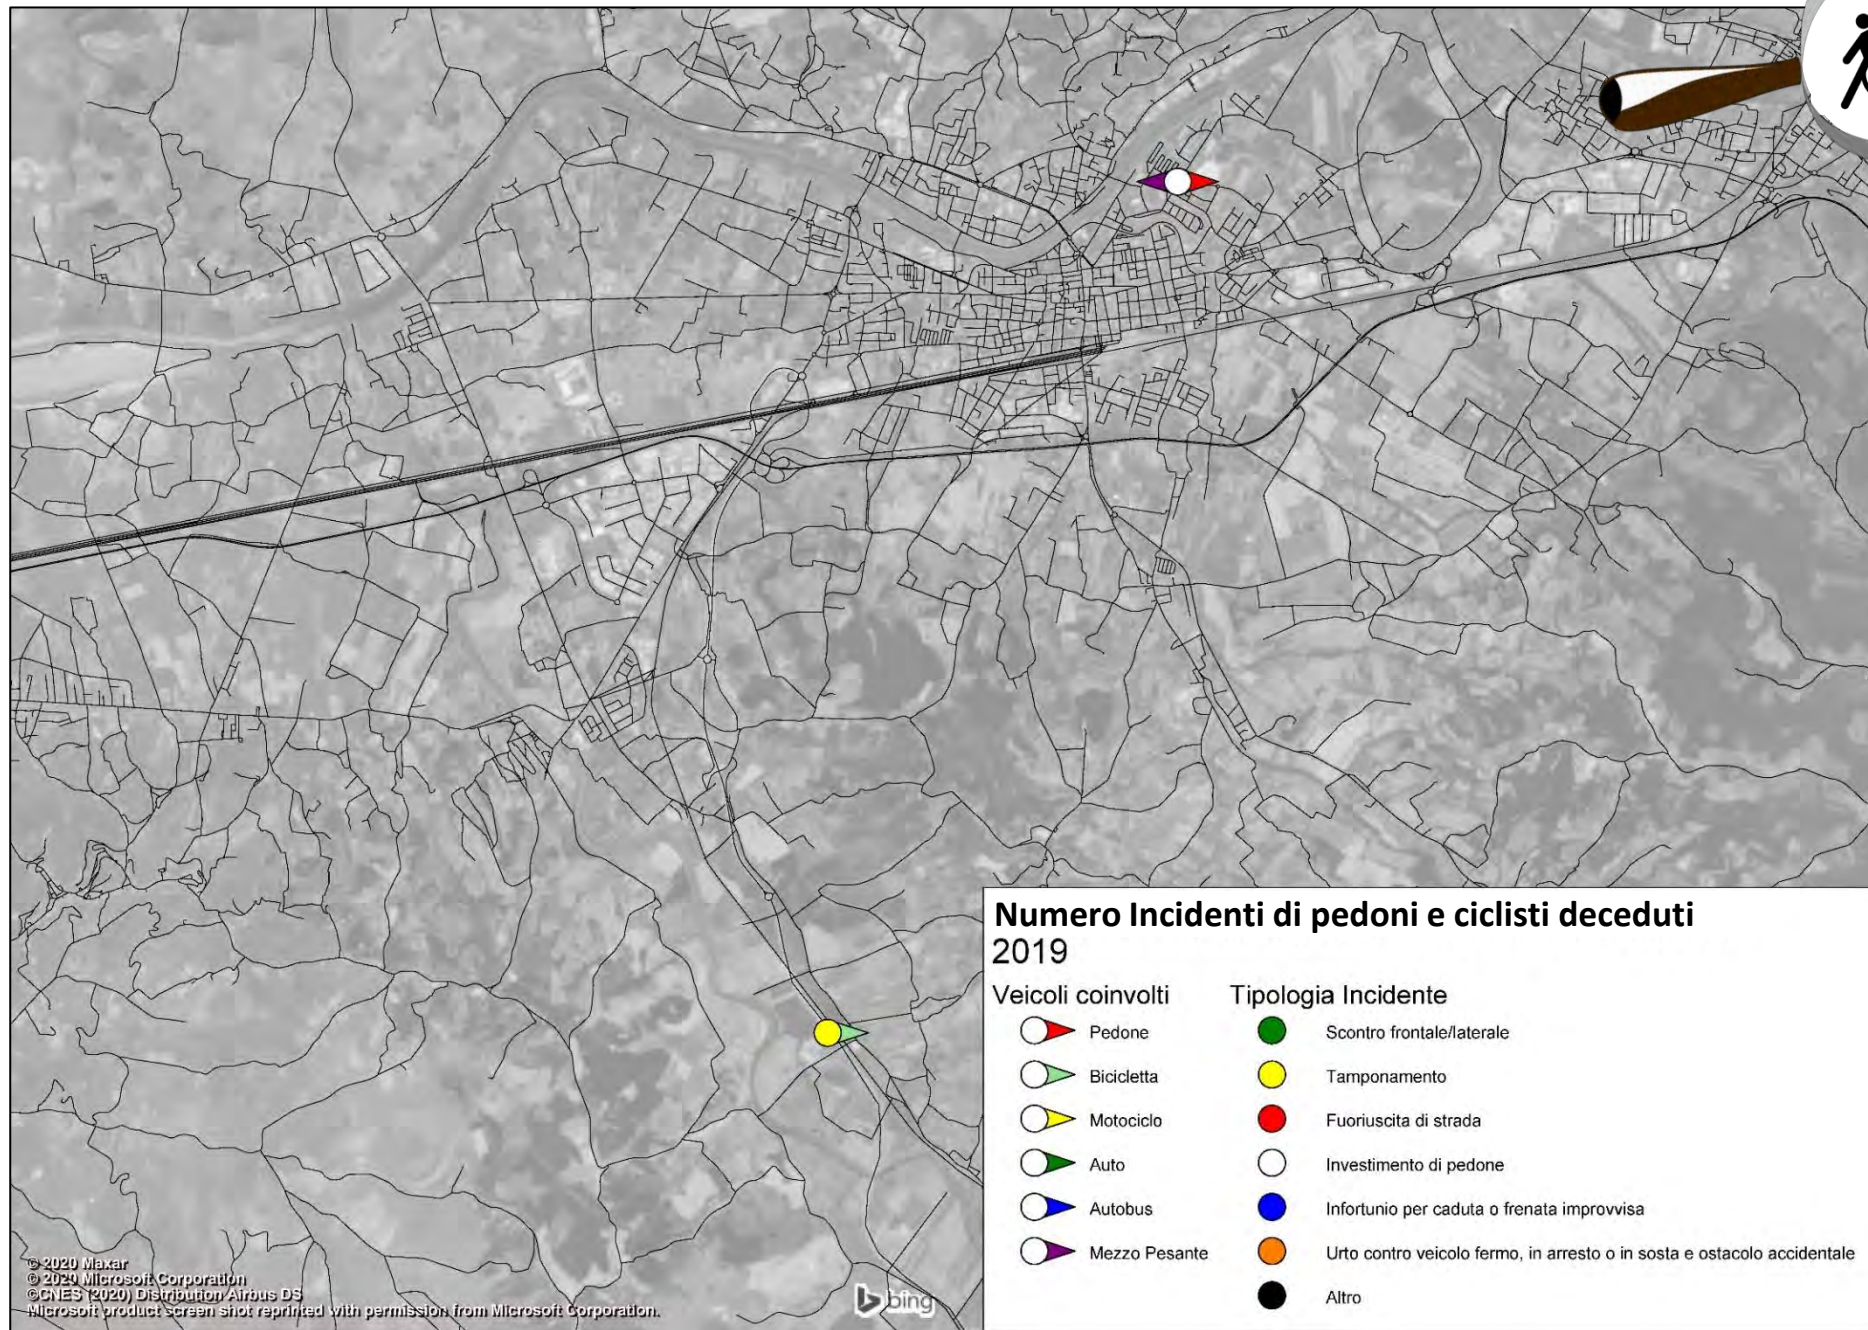 Numero Incidenti di pedoni e ciclisti deceduti
2019
Veicoli coinvolti
Pedone
Bicicletta
Motociclo
Auto
Autobus
Mezzo Pesante
Tipologia Incidente
Scontro frontale/laterale
Tamponamento
Fuoriuscita di strada
Investimento di pedone
Infortunio per caduta o frenata improvvisa
Urto contro veicolo fermo, in arresto o in sosta e ostacolo accidentale
Altro
© 2020 Maxar
© 2020 Microsoft Corporation
©CNES (2020) Distribution Airbus DS
Microsoft product screen shot reprinted with permission from Microsoft Corporation.
bing